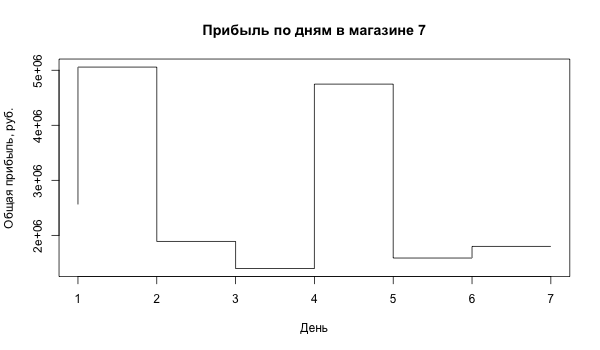 Прибыль по дням в магазине 7
Общая прибыль, руб.
5e+06
4e+06
3e+06
2e+06
1 2 3 4 5 6 7
День